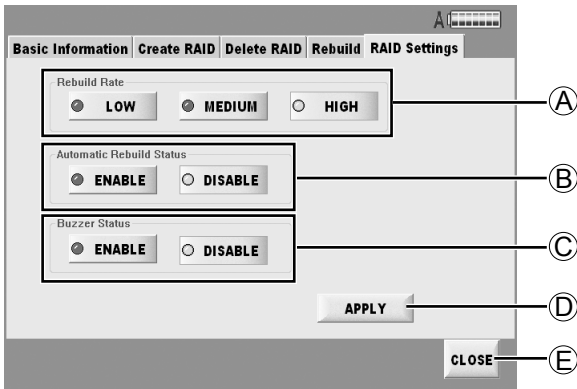 A
Basic Information Create RAID Delete RAID Rebuild RAID Settings
Rebuild Rate
LOW MEDIUM HIGH
A
Automatic Rebuild Status
ENABLE DISABLE
B
Buzzer Status
ENABLE DISABLE
C
APPLY
D
CLOSE
E